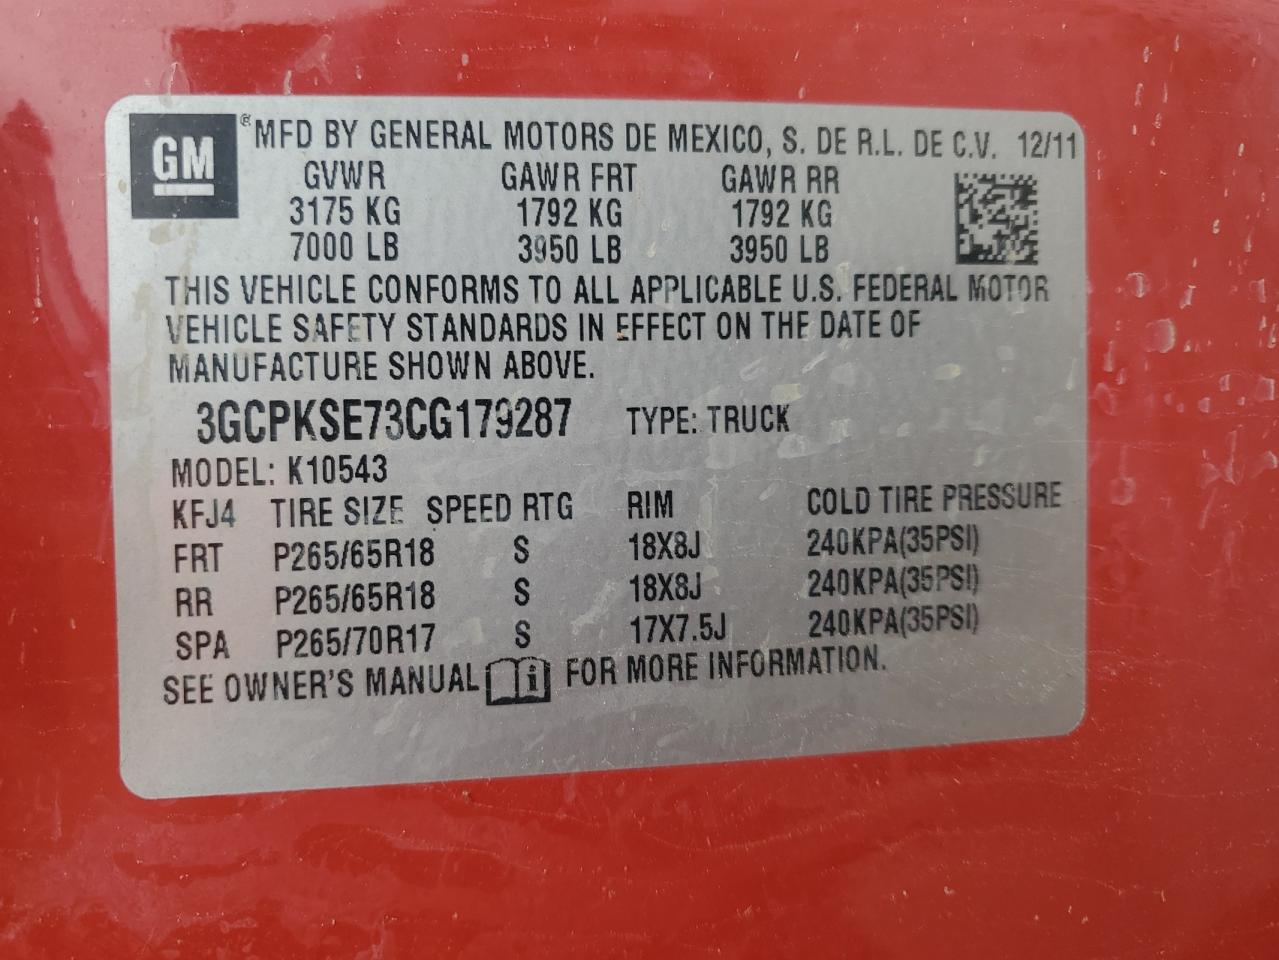 GM ® MFD BY GENERAL MOTORS DE MEXICO, S. DE R.L. DE C.V. 12/11
GVWR GAWR FRT GAWR RR
3175 KG 1792 KG 1792 KG
7000 LB 3950 LB 3950 LB
THIS VEHICLE CONFORMS TO ALL APPLICABLE U.S. FEDERAL MOTOR
VEHICLE SAFETY STANDARDS IN EFFECT ON THE DATE OF
MANUFACTURE SHOWN ABOVE.
3GCPKSE73CG179287 TYPE: TRUCK
MODEL: K10543
KFJ4 TIRE SIZE SPEED RTG RIM COLD TIRE PRESSURE
FRT P265/65R18 S 18X8J 240KPA(35PSI)
RR P265/65R18 S 18X8J 240KPA(35PSI)
SPA P265/70R17 S 17X7.5J 240KPA(35PSI)
SEE OWNER'S MANUAL i FOR MORE INFORMATION.